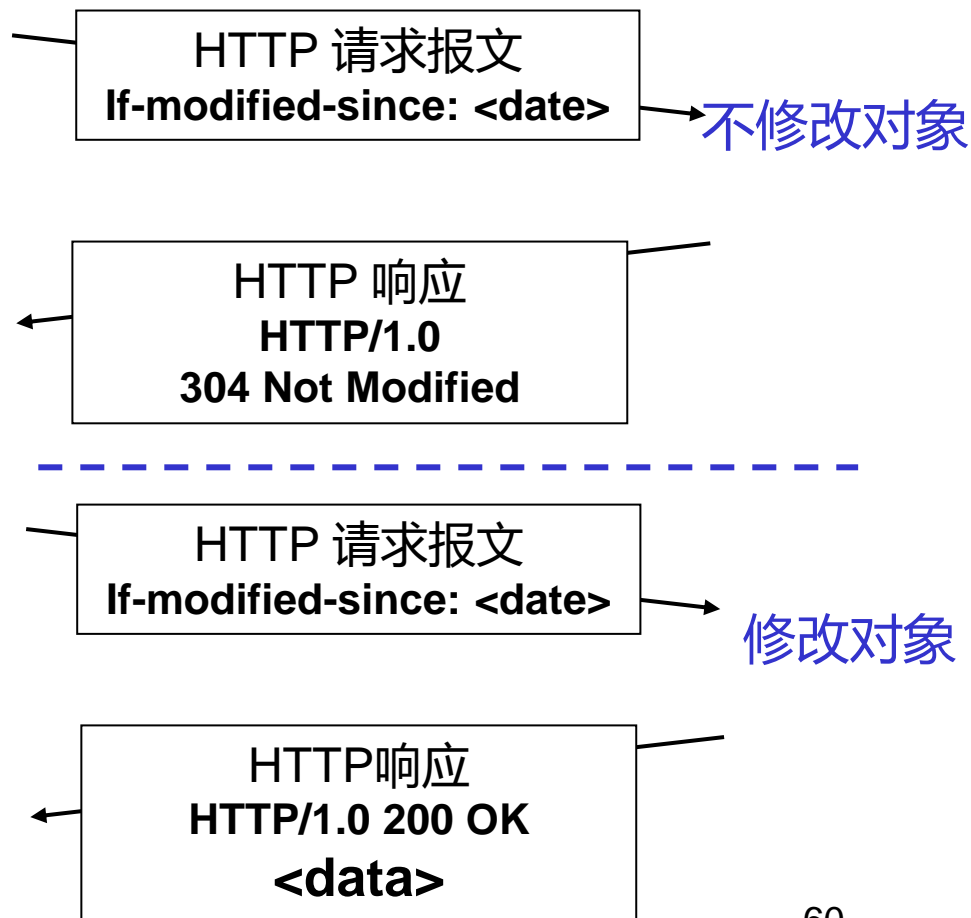 HTTP 请求报文
If-modified-since: <date>
不修改对象
HTTP 响应
HTTP/1.0
304 Not Modified
HTTP 请求报文
If-modified-since: <date>
修改对象
HTTP响应
HTTP/1.0 200 OK
<data>
60